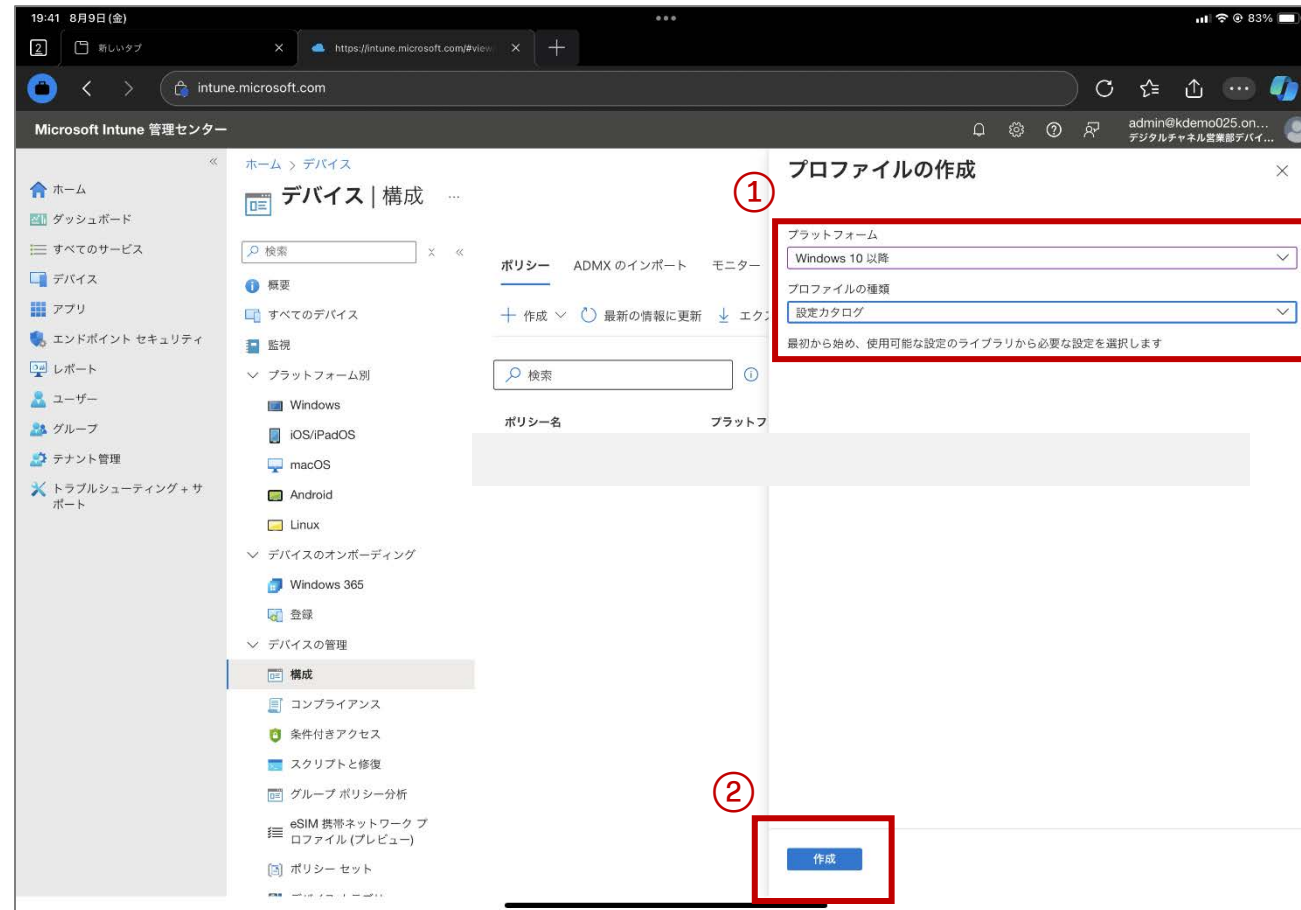 19:41 8月9日(金)
83%
2
新しいタブ
https://intune.microsoft.com/#view
intune.microsoft.com
Microsoft Intune 管理センター
admin@kdemo025.on...
デジタルチャネル営業部デバイ...
ホーム
ダッシュボード
すべてのサービス
デバイス
アプリ
エンドポイント セキュリティ
レポート
ユーザー
グループ
テナント管理
トラブルシューティング + サ
ポート
ホーム > デバイス
デバイス | 構成 ...
検索
概要
すべてのデバイス
監視
プラットフォーム別
Windows
iOS/iPadOS
macOS
Android
Linux
デバイスのオンボーディング
Windows 365
登録
デバイスの管理
構成
コンプライアンス
条件付きアクセス
スクリプトと修復
グループ ポリシー分析
eSIM 携帯ネットワーク プ
ロファイル (プレビュー)
ポリシー セット
ポリシー ADMX のインポート モニター
作成 最新の情報に更新 エクス
検索
ポリシー名 プラットフ
①
プロファイルの作成
プラットフォーム
Windows 10 以降
プロファイルの種類
設定カタログ
最初から始め、使用可能な設定のライブラリから必要な設定を選択します
②
作成